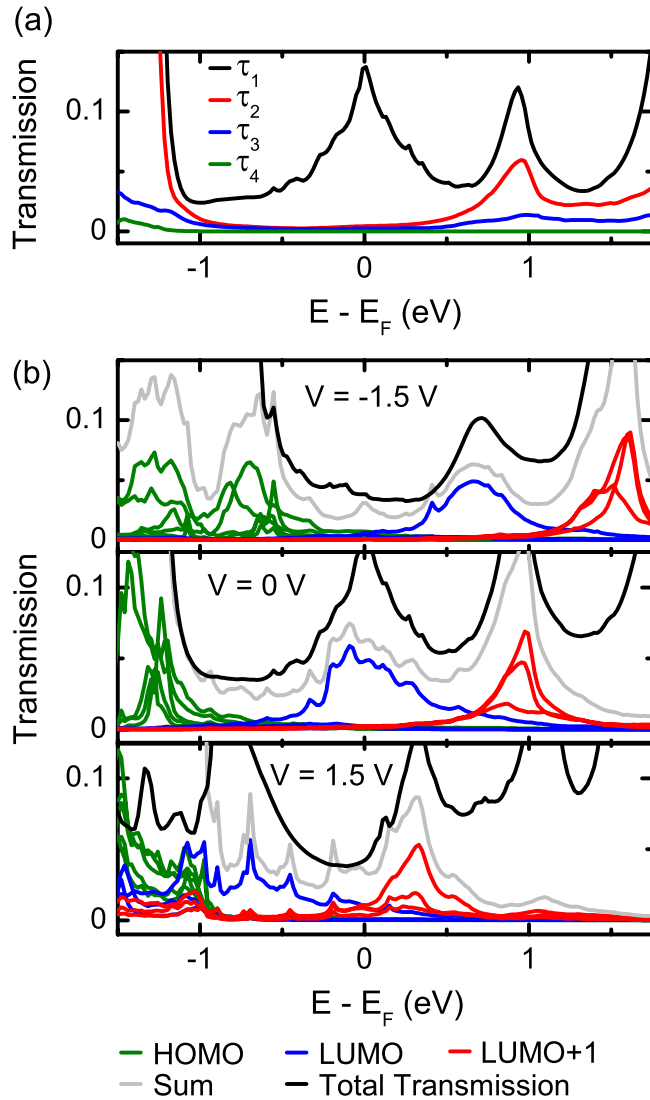 (a)
Transmission
0.1
0
τ1
τ2
τ3
τ4
-1 0 1
E - EF (eV)
(b)
V = -1.5 V
0.1
0
Transmission
V = 0 V
0.1
0
V = 1.5 V
0.1
0
-1 0 1
E - EF (eV)
HOMO LUMO LUMO+1
Sum Total Transmission